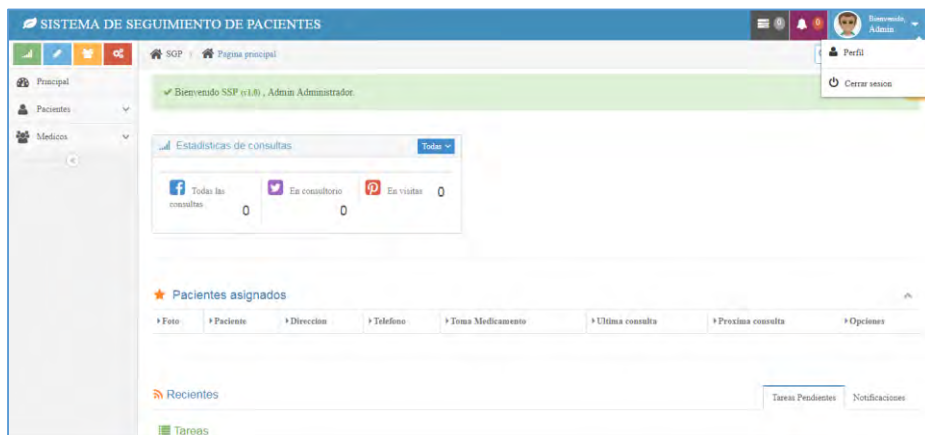 SISTEMA DE SEGUIMIENTO DE PACIENTES
0
0
Bienvenido,
Admin
SGP
Pagina principal
Perfil
Cerrar sesion
Principal
Pacientes
Medicos
Bienvenido SSP (v1.0) , Admin Administrador.
Estadisticas de consultas
Todas
Todas las consultas
0
En consultorio
0
En visitas
0
Pacientes asignados
Foto
Paciente
Direccion
Telefono
Toma Medicamento
Ultima consulta
Proxima consulta
Opciones
Recientes
Tareas Pendientes
Notificaciones
Tareas